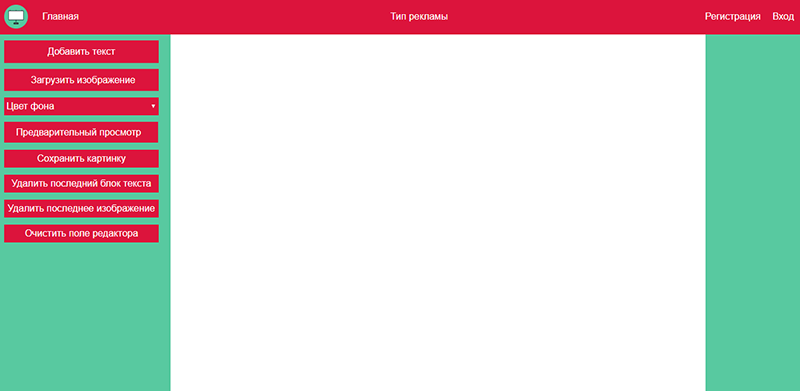 Главная
Тип рекламы
Регистрация
Вход
Добавить текст
Загрузить изображение
Цвет фона
Предварительный просмотр
Сохранить картинку
Удалить последний блок текста
Удалить последнее изображение
Очистить поле редактора